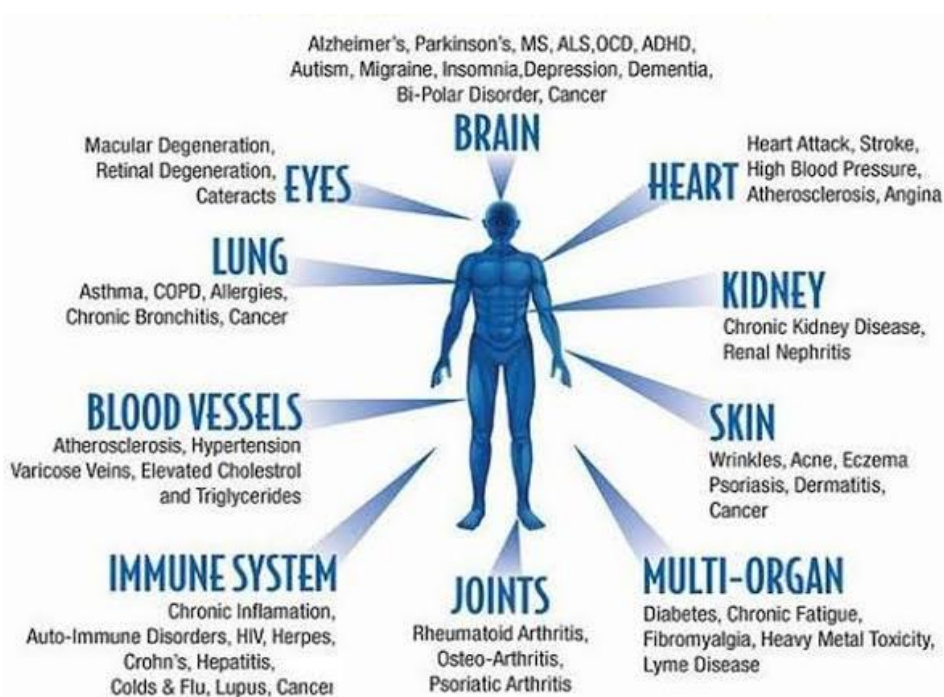 Alzheimer's, Parkinson's, MS, ALS,OCD, ADHD,
Autism, Migraine, Insomnia,Depression, Dementia,
Bi-Polar Disorder, Cancer
BRAIN
Macular Degeneration,
Retinal Degeneration,
Cateracts
EYES
HEART
Heart Attack, Stroke,
High Blood Pressure,
Atherosclerosis, Angina
LUNG
Asthma, COPD, Allergies,
Chronic Bronchitis, Cancer
KIDNEY
Chronic Kidney Disease,
Renal Nephritis
BLOOD VESSELS
Atherosclerosis, Hypertension
Varicose Veins, Elevated Cholestrol
and Triglycerides
SKIN
Wrinkles, Acne, Eczema
Psoriasis, Dermatitis,
Cancer
IMMUNE SYSTEM
Chronic Inflamation,
Auto-Immune Disorders, HIV, Herpes,
Crohn's, Hepatitis,
Colds & Flu, Lupus, Cancer
JOINTS
Rheumatoid Arthritis,
Osteo-Arthritis,
Psoriatic Arthritis
MULTI-ORGAN
Diabetes, Chronic Fatigue,
Fibromyalgia, Heavy Metal Toxicity,
Lyme Disease